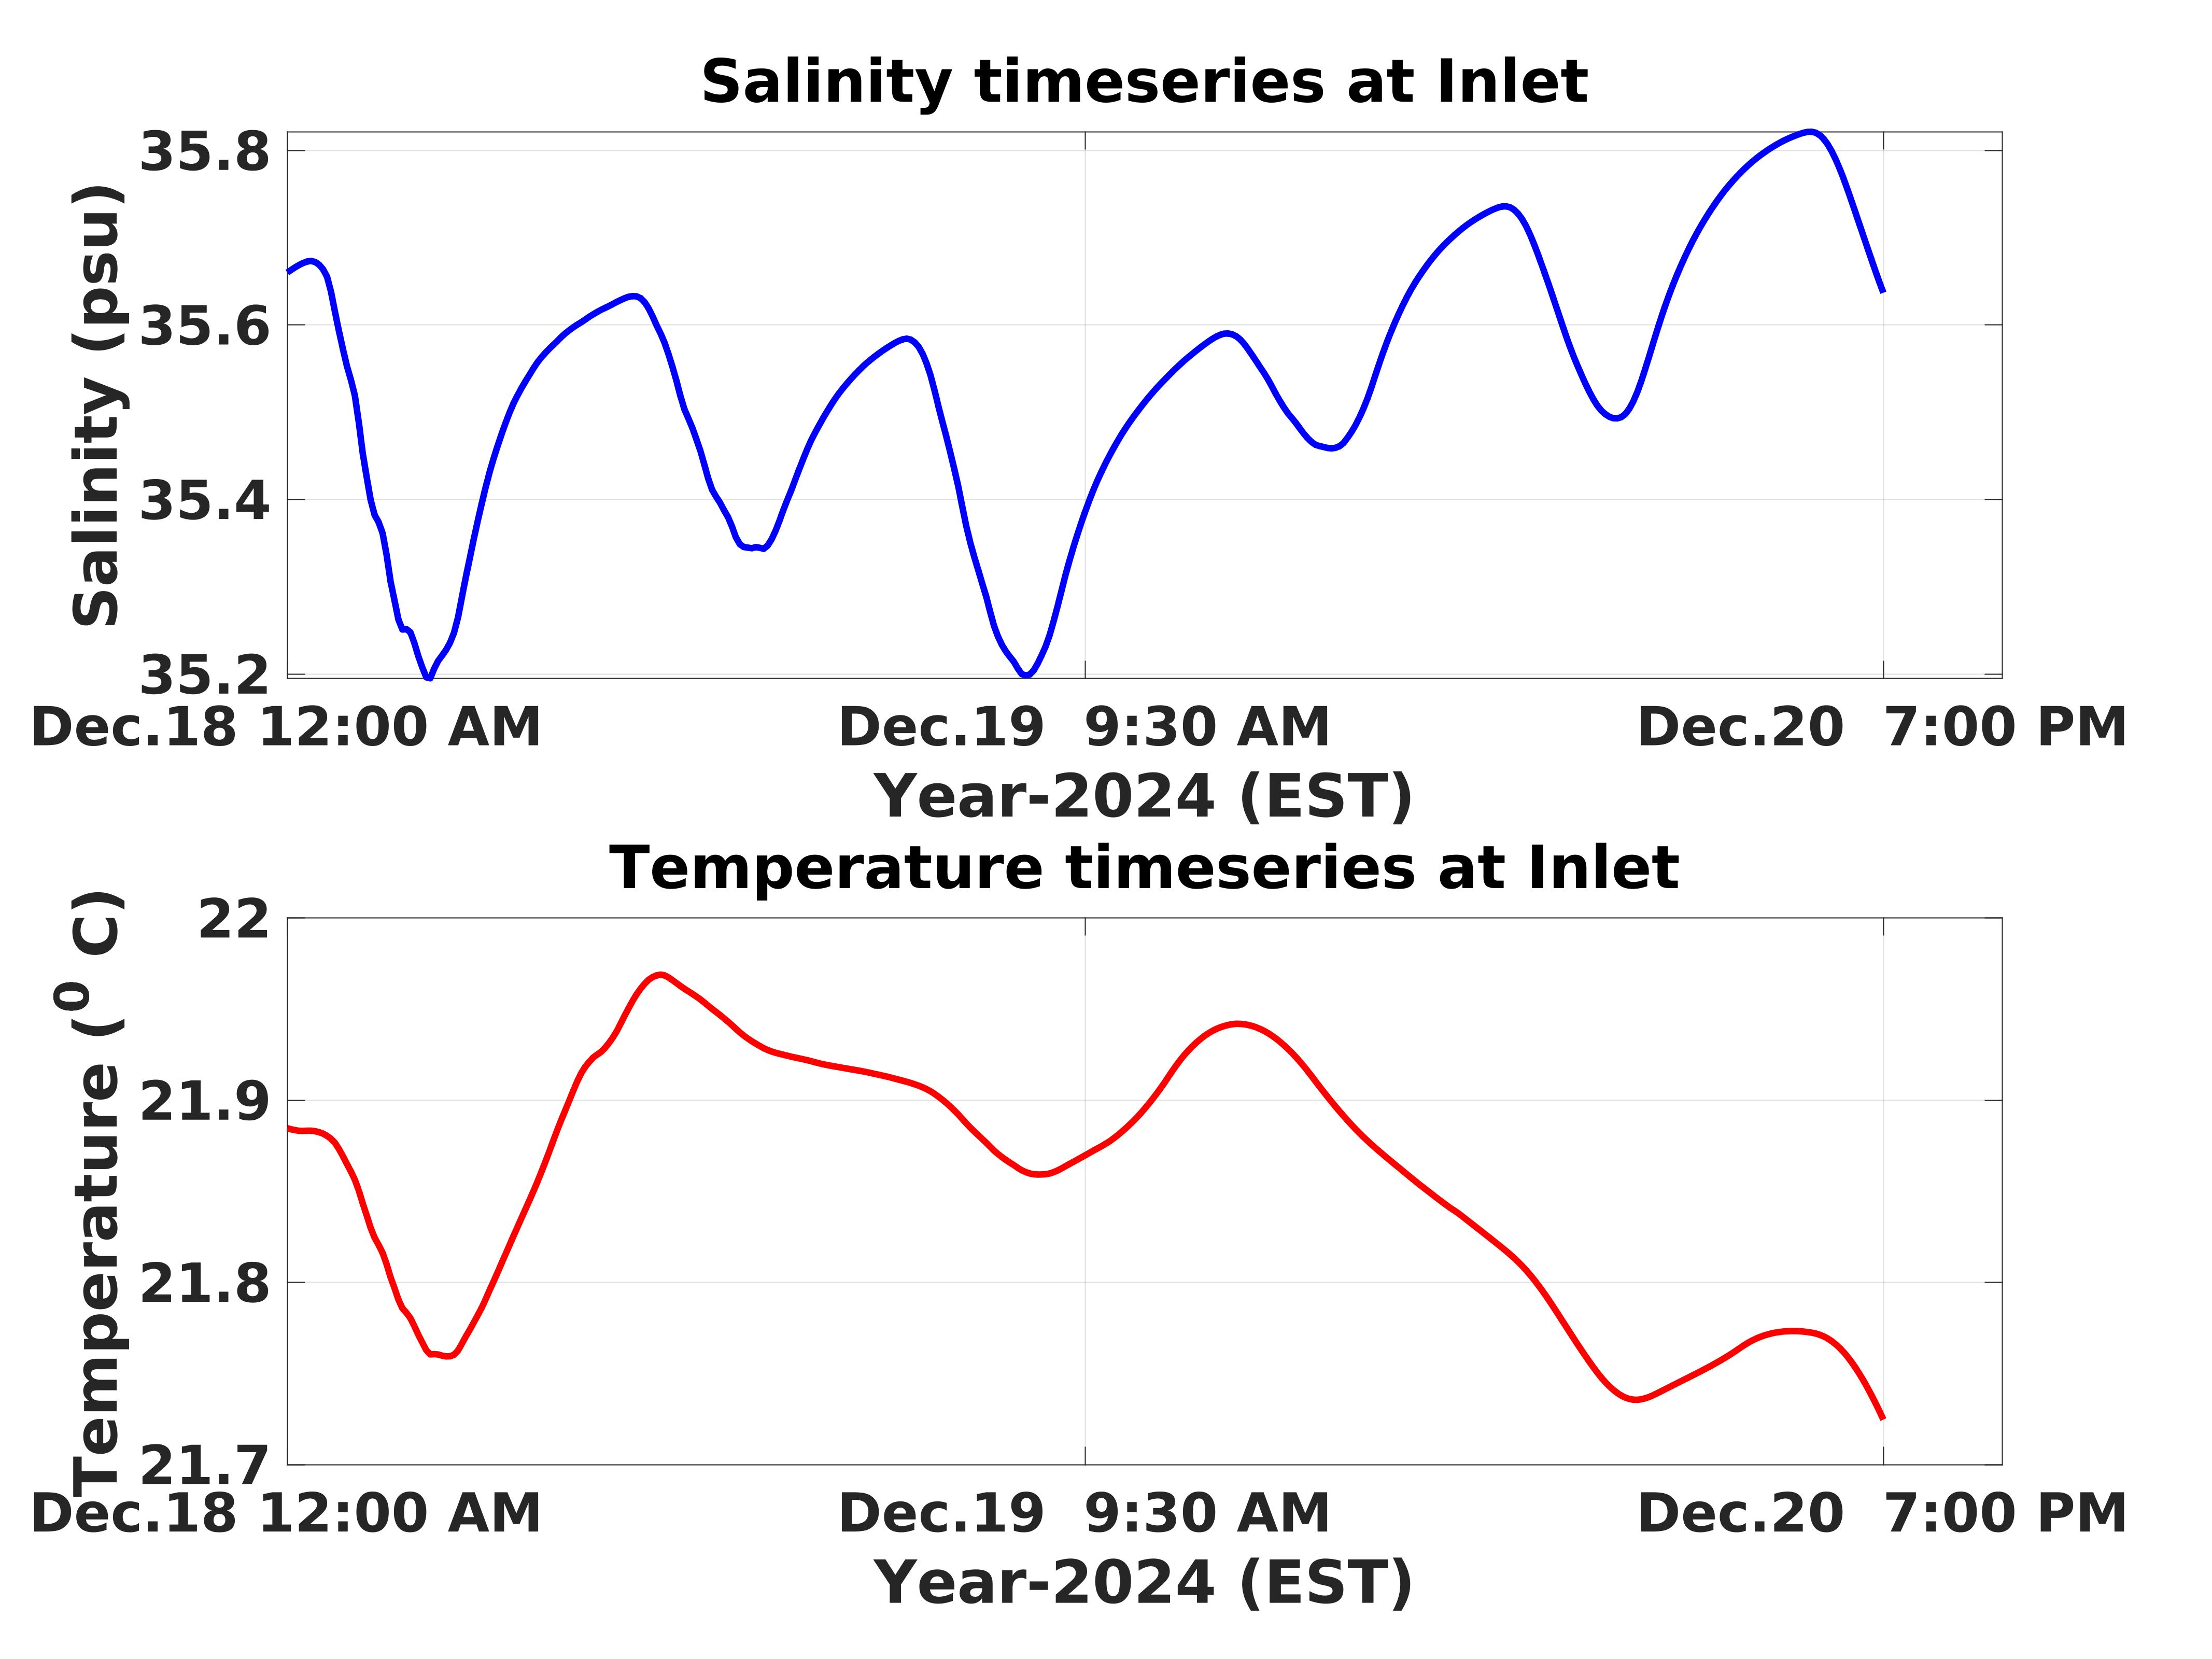 Salinity timeseries at Inlet
Salinity (psu)
35.8
35.6
35.4
35.2
Dec.18 12:00 AM Dec.19  9:30 AM Dec.20  7:00 PM
Year-2024 (EST)
Temperature timeseries at Inlet
Temperature (⁰ C)
22
21.9
21.8
21.7
Dec.18 12:00 AM Dec.19  9:30 AM Dec.20  7:00 PM
Year-2024 (EST)